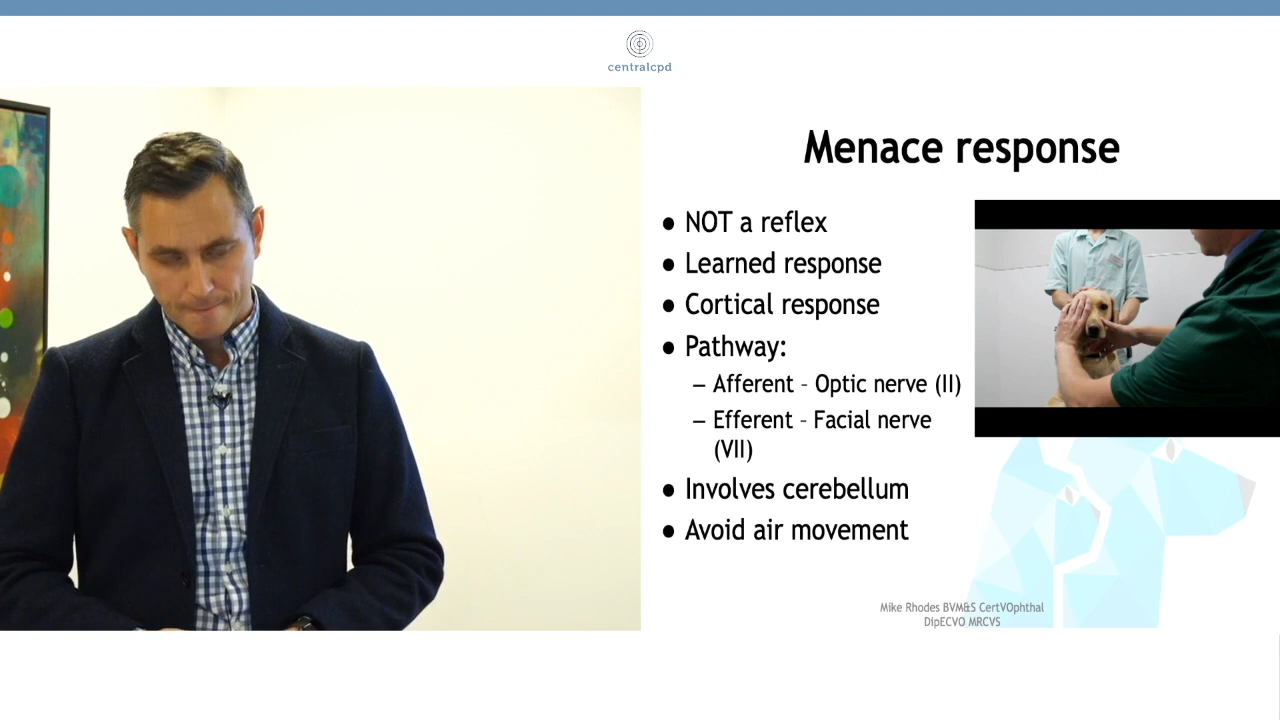 centralcpd
Menace response
● NOT a reflex
● Learned response
● Cortical response
● Pathway:
– Afferent – Optic nerve (II)
– Efferent – Facial nerve
(VII)
● Involves cerebellum
● Avoid air movement
Mike Rhodes BVM&S CertVOphthal
DipECVO MRCVS